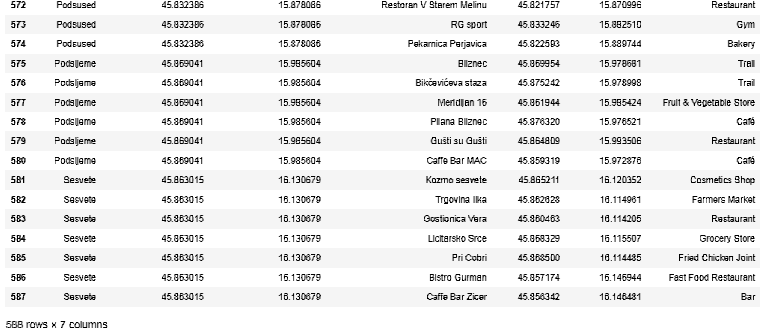 572 Podsused 45.832386 15.878086 Restoran V Starem Melinu 45.821757 15.870996 Restaurant
573 Podsused 45.832386 15.878086 RG sport 45.833246 15.882510 Gym
574 Podsused 45.832386 15.878086 Pekarnica Perjavica 45.822593 15.889744 Bakery
575 Podsljeme 45.869041 15.985604 Bliznec 45.869954 15.978681 Trail
576 Podsljeme 45.869041 15.985604 Bikčevićeva staza 45.875242 15.978998 Trail
577 Podsljeme 45.869041 15.985604 Meridijan 16 45.861944 15.985424 Fruit & Vegetable Store
578 Podsljeme 45.869041 15.985604 Pilana Bliznec 45.876320 15.976521 Café
579 Podsljeme 45.869041 15.985604 Gušti su Gušti 45.864809 15.993506 Restaurant
580 Podsljeme 45.869041 15.985604 Caffe Bar MAC 45.859319 15.972876 Café
581 Sesvete 45.863015 16.130679 Kozmo sesvete 45.865211 16.120352 Cosmetics Shop
582 Sesvete 45.863015 16.130679 Trgovina Ilka 45.862628 16.114961 Farmers Market
583 Sesvete 45.863015 16.130679 Gostionica Vera 45.860463 16.114205 Restaurant
584 Sesvete 45.863015 16.130679 Licitarsko Srce 45.868329 16.115507 Grocery Store
585 Sesvete 45.863015 16.130679 Pri Cobri 45.868500 16.114485 Fried Chicken Joint
586 Sesvete 45.863015 16.130679 Bistro Gurman 45.857174 16.146944 Fast Food Restaurant
587 Sesvete 45.863015 16.130679 Caffe Bar Zicer 45.856342 16.146481 Bar
588 rows × 7 columns